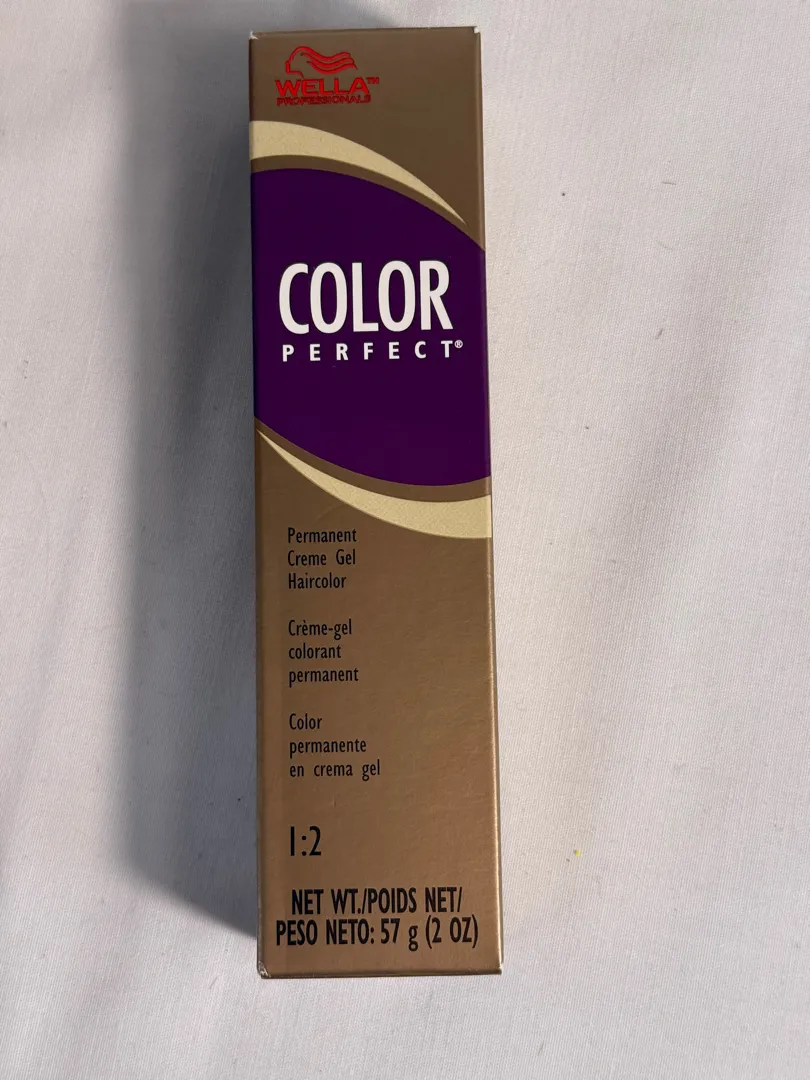 WELLA™
PROFESSIONALS
COLOR
PERFECT®
Permanent
Creme Gel
Haircolor
Crème-gel
colorant
permanent
Color
permanente
en crema gel
1:2
NET WT./POIDS NET/
PESO NETO: 57 g (2 OZ)